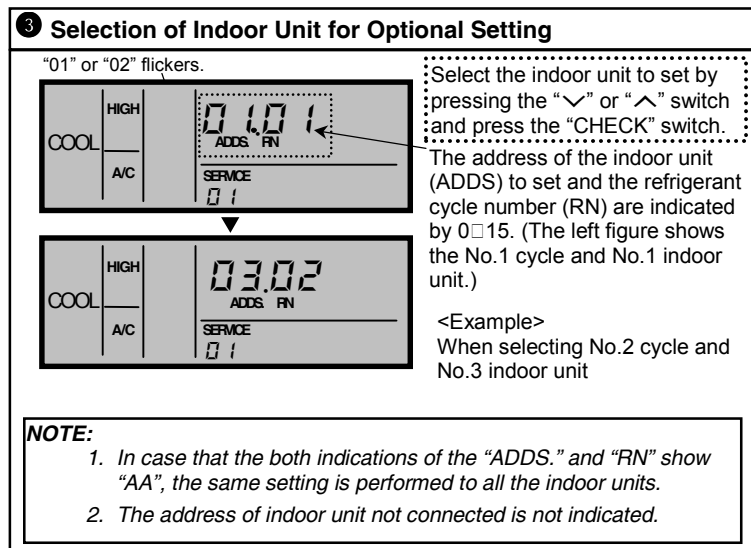 3 Selection of Indoor Unit for Optional Setting
“01” or “02” flickers.
COOL
HIGH
A/C
01.01
ADDS. RN
SERVICE
01
Select the indoor unit to set by
pressing the “∨” or “∧” switch
and press the “CHECK” switch.
The address of the indoor unit
(ADDS) to set and the refrigerant
cycle number (RN) are indicated
by 0□15. (The left figure shows
the No.1 cycle and No.1 indoor
unit.)
COOL
HIGH
A/C
03.02
ADDS. RN
SERVICE
01
<Example>
When selecting No.2 cycle and
No.3 indoor unit
NOTE:
1. In case that the both indications of the “ADDS.” and “RN” show
“AA”, the same setting is performed to all the indoor units.
2. The address of indoor unit not connected is not indicated.